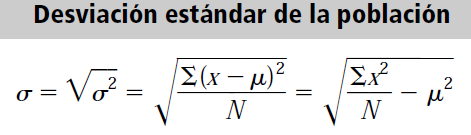 Desviación estándar de la población
σ = √σ² = √(Σ(x − μ)² / N) = √(Σx² / N − μ²)